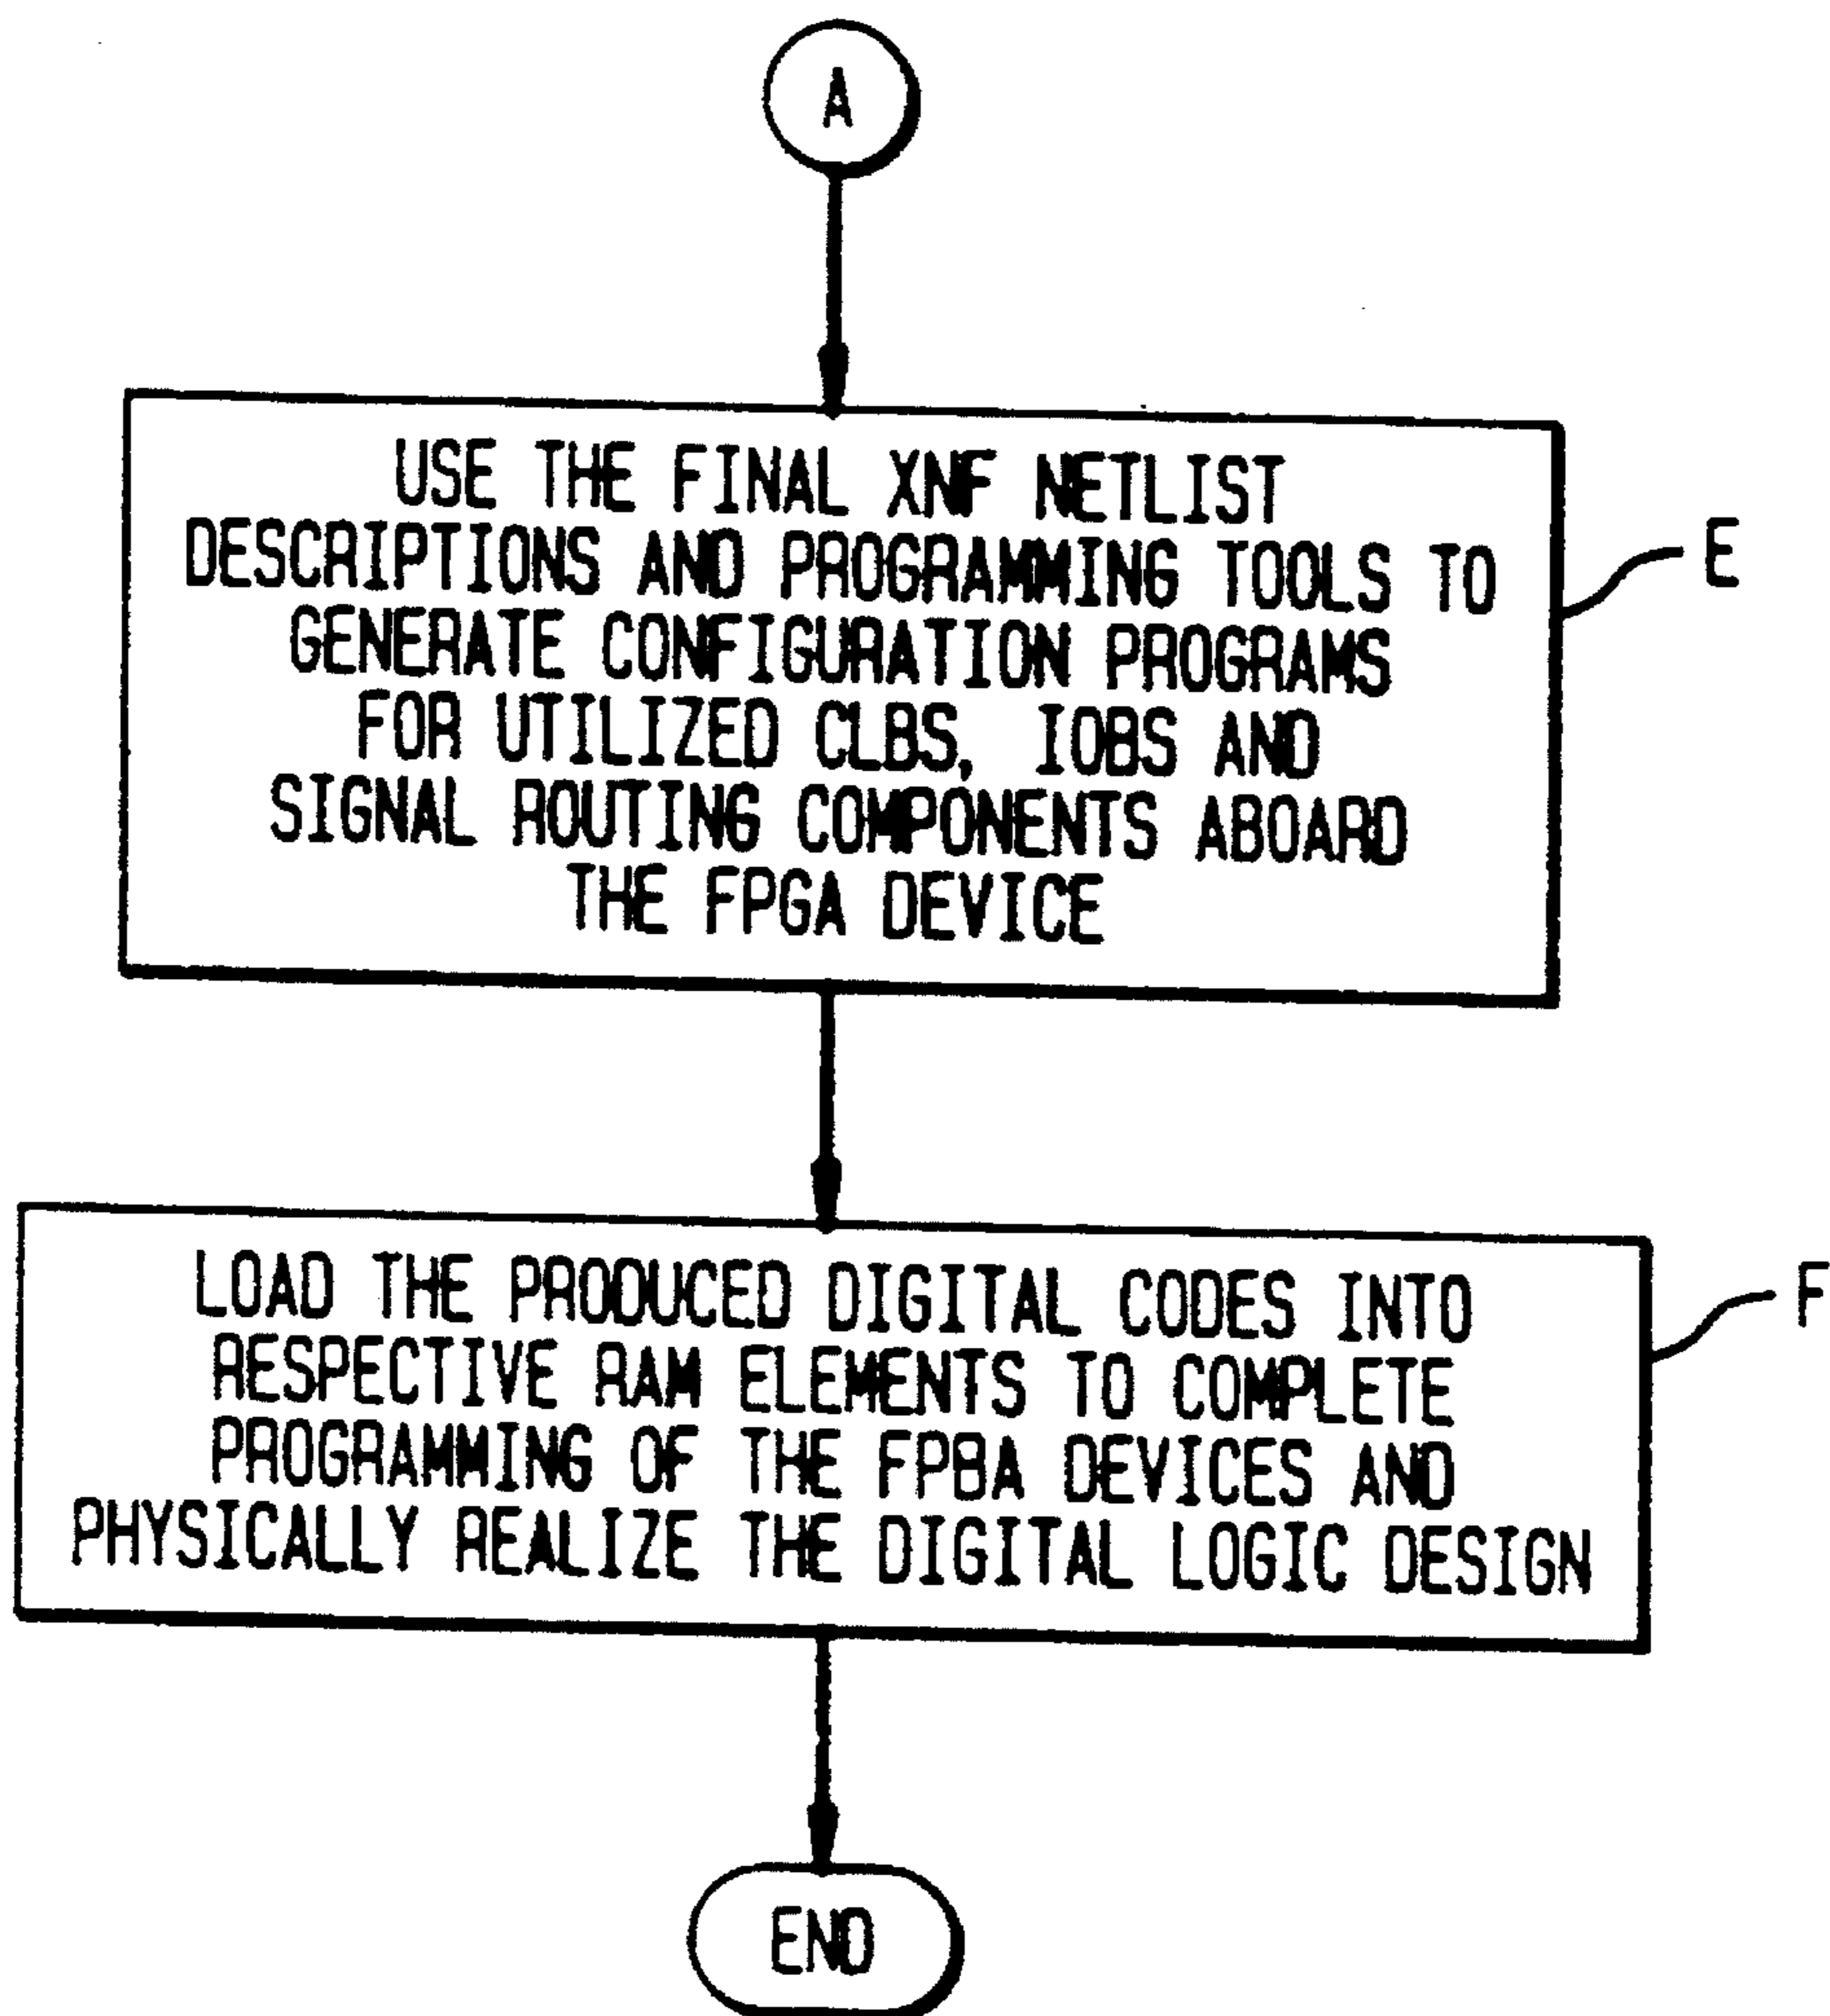 A
USE THE FINAL XNF NETLIST
DESCRIPTIONS AND PROGRAMMING TOOLS TO
GENERATE CONFIGURATION PROGRAMS
FOR UTILIZED CLBS, IOBS AND
SIGNAL ROUTING COMPONENTS ABOARD
THE FPGA DEVICE
E
LOAD THE PRODUCED DIGITAL CODES INTO
RESPECTIVE RAM ELEMENTS TO COMPLETE
PROGRAMMING OF THE FPBA DEVICES AND
PHYSICALLY REALIZE THE DIGITAL LOGIC DESIGN
F
END